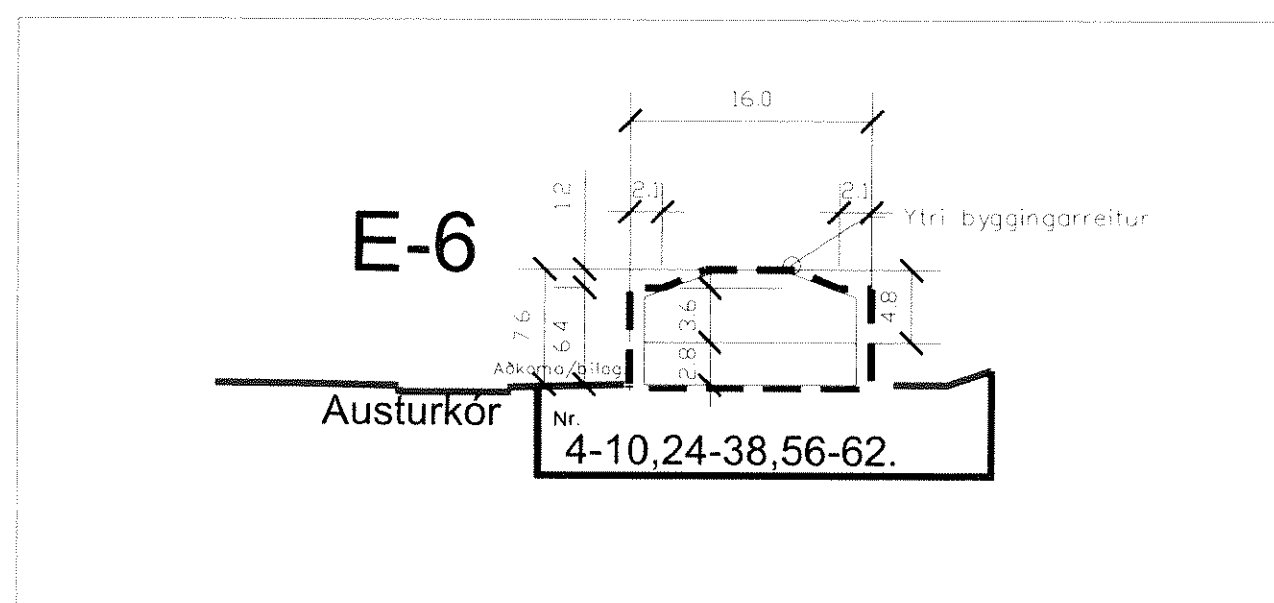 16.0
12
2.1
2.1
E-6
Ytri byggingarreitur
7.6
6.4
3.6
4.8
2.8
Aðkoma/bílag
Austurkór
Nr.
4-10,24-38,56-62.